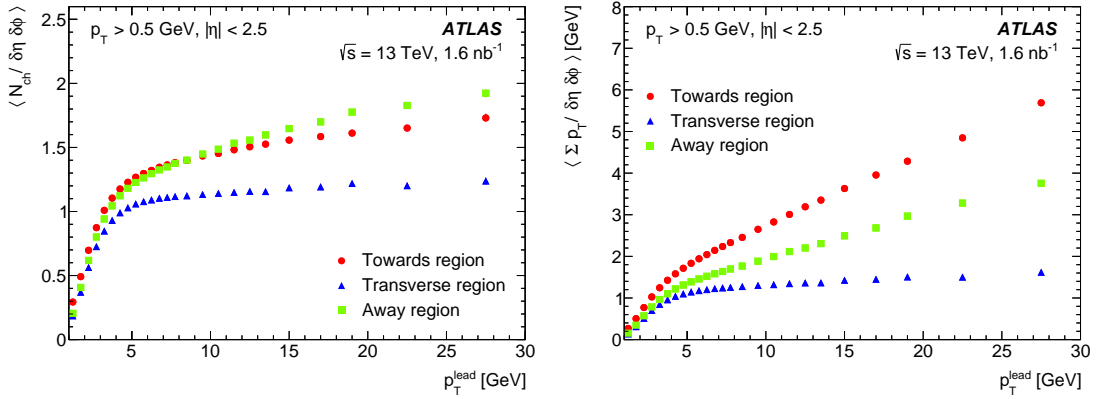 ⟨ N_ch / δη δφ ⟩
p_T > 0.5 GeV, |η| < 2.5
ATLAS
√s = 13 TeV, 1.6 nb⁻¹
2.5
2
1.5
1
0.5
0
Towards region
Transverse region
Away region
5 10 15 20 25 30
p_T^lead [GeV]
⟨ Σ p_T / δη δφ ⟩ [GeV]
p_T > 0.5 GeV, |η| < 2.5
ATLAS
√s = 13 TeV, 1.6 nb⁻¹
8
7
6
5
4
3
2
1
0
Towards region
Transverse region
Away region
5 10 15 20 25 30
p_T^lead [GeV]